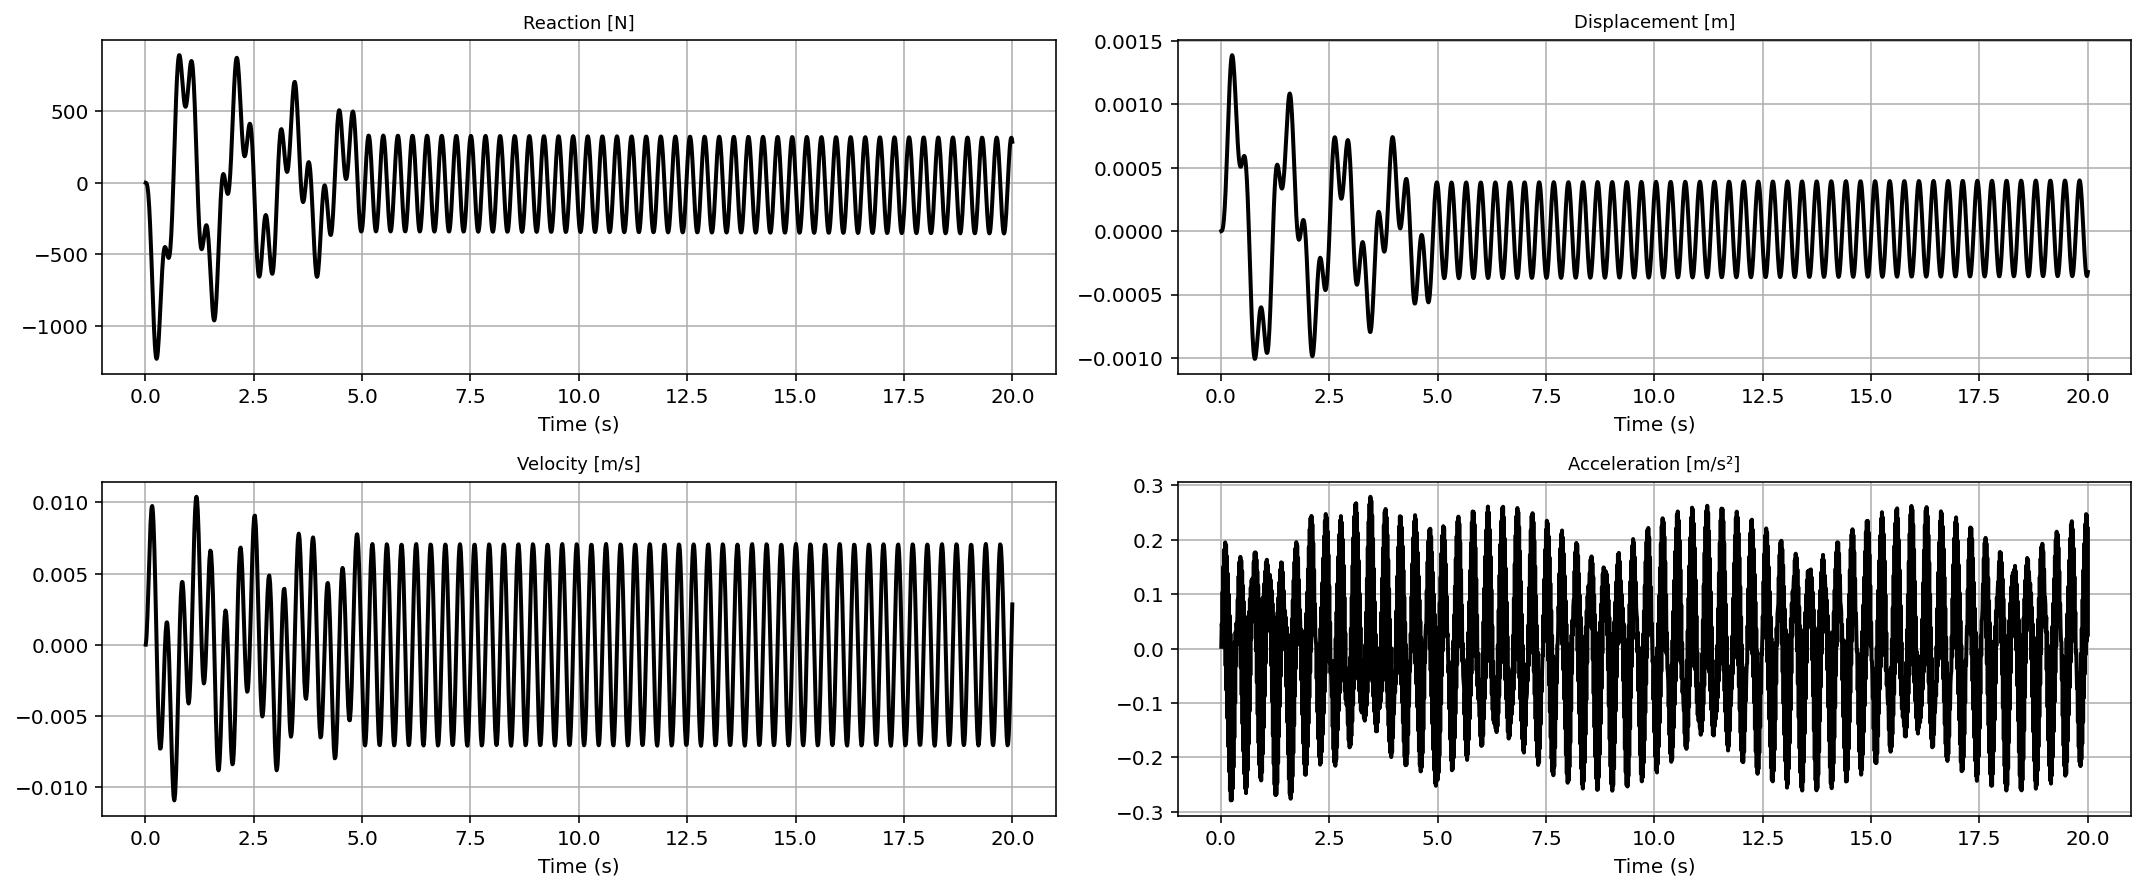 Reaction [N]
500
0
−500
−1000
0.0 2.5 5.0 7.5 10.0 12.5 15.0 17.5 20.0
Time (s)
Displacement [m]
0.0015
0.0010
0.0005
0.0000
−0.0005
−0.0010
0.0 2.5 5.0 7.5 10.0 12.5 15.0 17.5 20.0
Time (s)
Velocity [m/s]
0.010
0.005
0.000
−0.005
−0.010
0.0 2.5 5.0 7.5 10.0 12.5 15.0 17.5 20.0
Time (s)
Acceleration [m/s²]
0.3
0.2
0.1
0.0
−0.1
−0.2
−0.3
0.0 2.5 5.0 7.5 10.0 12.5 15.0 17.5 20.0
Time (s)